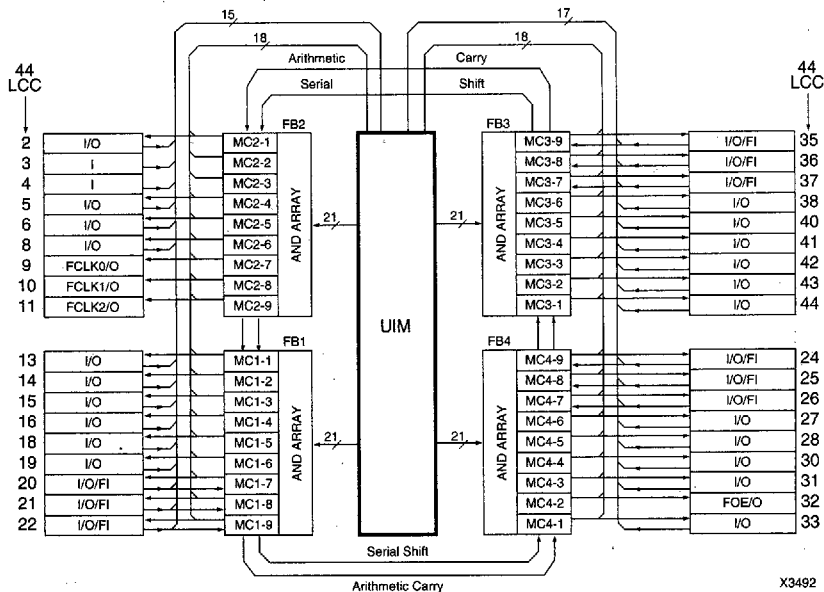 15
17
18
18
Arithmetic
Carry
Serial
Shift
44
LCC
44
LCC
FB2
FB3
2 I/O MC2-1
3 I MC2-2
4 I MC2-3
5 I/O MC2-4
6 I/O MC2-5
8 I/O MC2-6
9 FCLK0/O MC2-7
10 FCLK1/O MC2-8
11 FCLK2/O MC2-9
AND ARRAY
21
UIM
21
AND ARRAY
MC3-9 I/O/FI 35
MC3-8 I/O/FI 36
MC3-7 I/O/FI 37
MC3-6 I/O 38
MC3-5 I/O 40
MC3-4 I/O 41
MC3-3 I/O 42
MC3-2 I/O 43
MC3-1 I/O 44
FB1
FB4
13 I/O MC1-1
14 I/O MC1-2
15 I/O MC1-3
16 I/O MC1-4
18 I/O MC1-5
19 I/O MC1-6
20 I/O/FI MC1-7
21 I/O/FI MC1-8
22 I/O/FI MC1-9
AND ARRAY
21
21
AND ARRAY
MC4-9 I/O/FI 24
MC4-8 I/O/FI 25
MC4-7 I/O/FI 26
MC4-6 I/O 27
MC4-5 I/O 28
MC4-4 I/O 30
MC4-3 I/O 31
MC4-2 FOE/O 32
MC4-1 I/O 33
Serial Shift
Arithmetic Carry
X3492